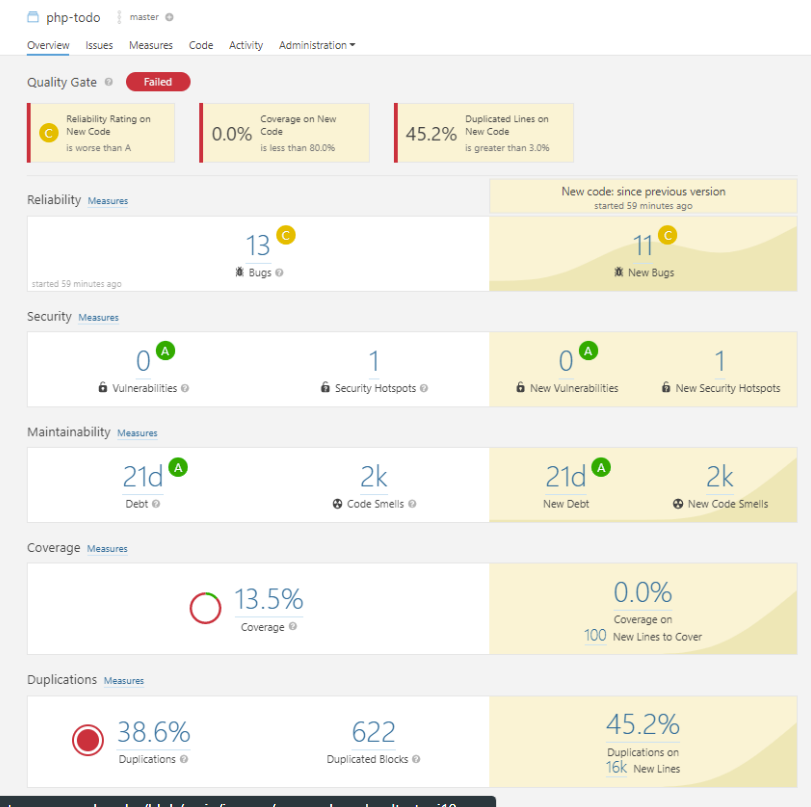 php-todo master
Overview Issues Measures Code Activity Administration
Quality Gate ? Failed
C Reliability Rating on New Code is worse than A
0.0% Coverage on New Code is less than 80.0%
45.2% Duplicated Lines on New Code is greater than 3.0%
Reliability Measures
New code: since previous version
started 59 minutes ago
13 C
11 C
Bugs ?
New Bugs
started 59 minutes ago
Security Measures
0 A 1 0 A 1
Vulnerabilities ? Security Hotspots ? New Vulnerabilities New Security Hotspots
Maintainability Measures
21d A 2k 21d A 2k
Debt ? Code Smells ? New Debt New Code Smells
Coverage Measures
13.5%
Coverage ?
0.0%
Coverage on
100 New Lines to Cover
Duplications Measures
38.6% 622
Duplications ? Duplicated Blocks ?
45.2%
Duplications on
16k New Lines